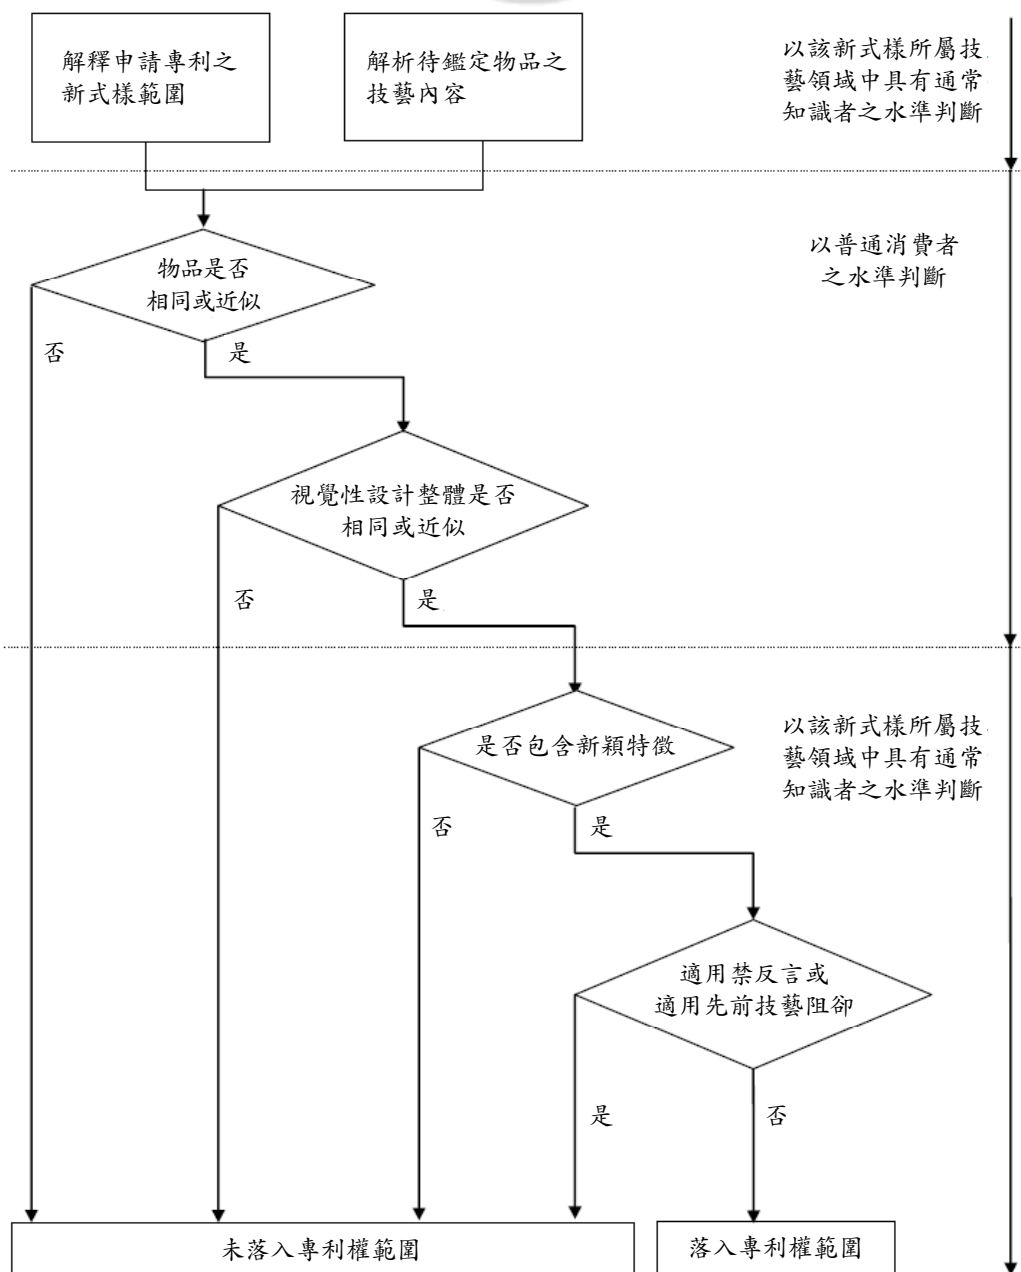 解釋申請專利之
新式樣範圍
解析待鑑定物品之
技藝內容
以該新式樣所屬技
藝領域中具有通常
知識者之水準判斷
物品是否
相同或近似
以普通消費者
之水準判斷
否
是
視覺性設計整體是否
相同或近似
否
是
是否包含新穎特徵
以該新式樣所屬技
藝領域中具有通常
知識者之水準判斷
否
是
適用禁反言或
適用先前技藝阻卻
是
否
未落入專利權範圍
落入專利權範圍